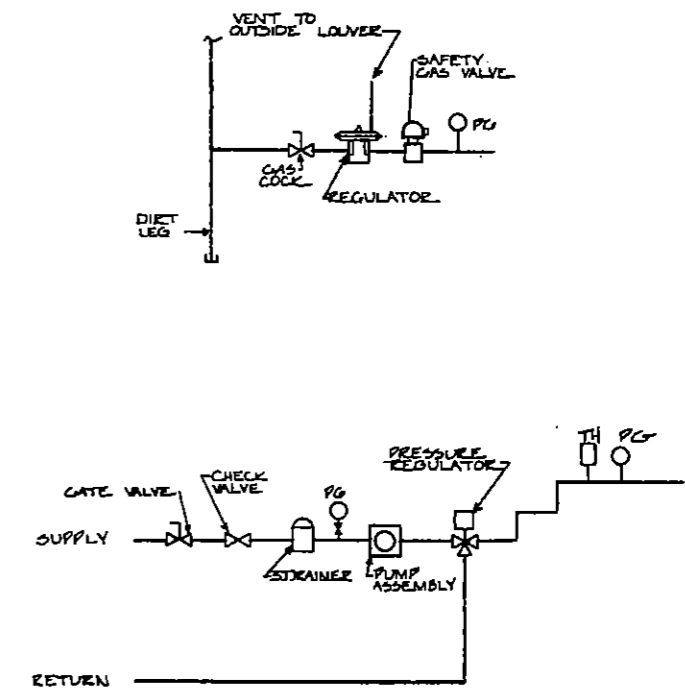 VENT TO
OUTSIDE LOUVER
SAFETY
GAS VALVE
PG
GAS
COCK
REGULATOR
DIRT
LEG
TH PG
PRESSURE
REGULATOR
CHECK
VALVE
GATE VALVE
PG
SUPPLY
STRAINER
PUMP
ASSEMBLY
RETURN